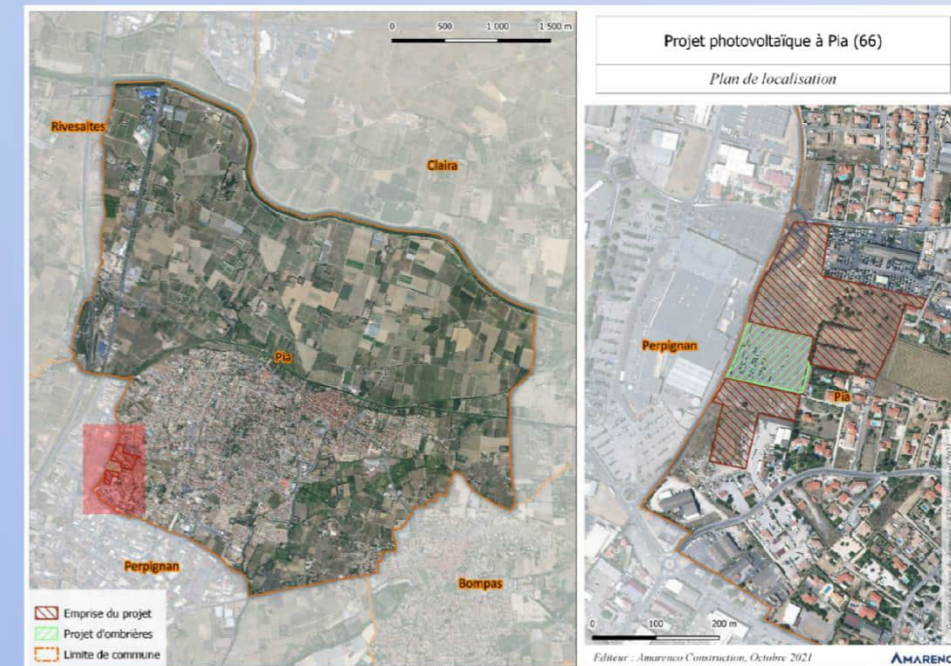 0 500 1 000 1 500 m
Rivesaltes
Claira
Pia
Perpignan
Bompas
Emprise du projet
Projet d'ombrières
Limite de commune
Projet photovoltaïque à Pia (66)
Plan de localisation
Perpignan
Pia
0 100 200 m
Editeur : Amarenco Construction, Octobre 2021
AMARENCO